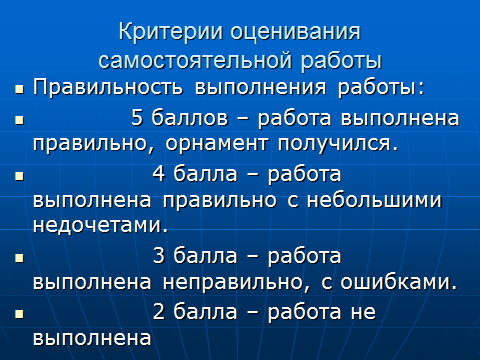 Критерии оценивания
самостоятельной работы
Правильность выполнения работы:
5 баллов – работа выполнена
правильно, орнамент получился.
4 балла – работа
выполнена правильно с небольшими
недочетами.
3 балла – работа
выполнена неправильно, с ошибками.
2 балла – работа не
выполнена